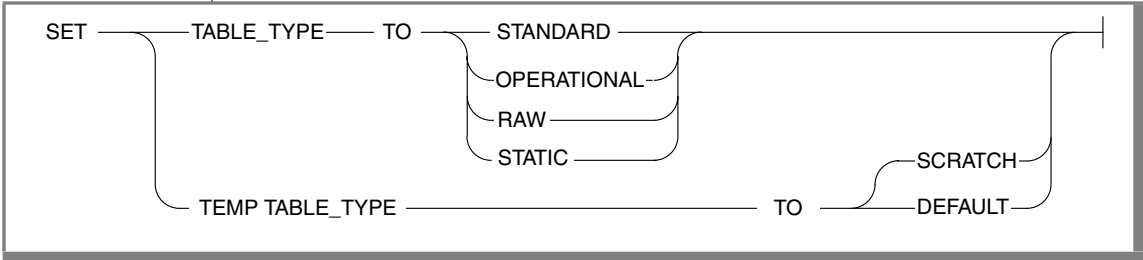 SET TABLE_TYPE TO STANDARD
OPERATIONAL
RAW
STATIC
SCRATCH
TEMP TABLE_TYPE TO DEFAULT